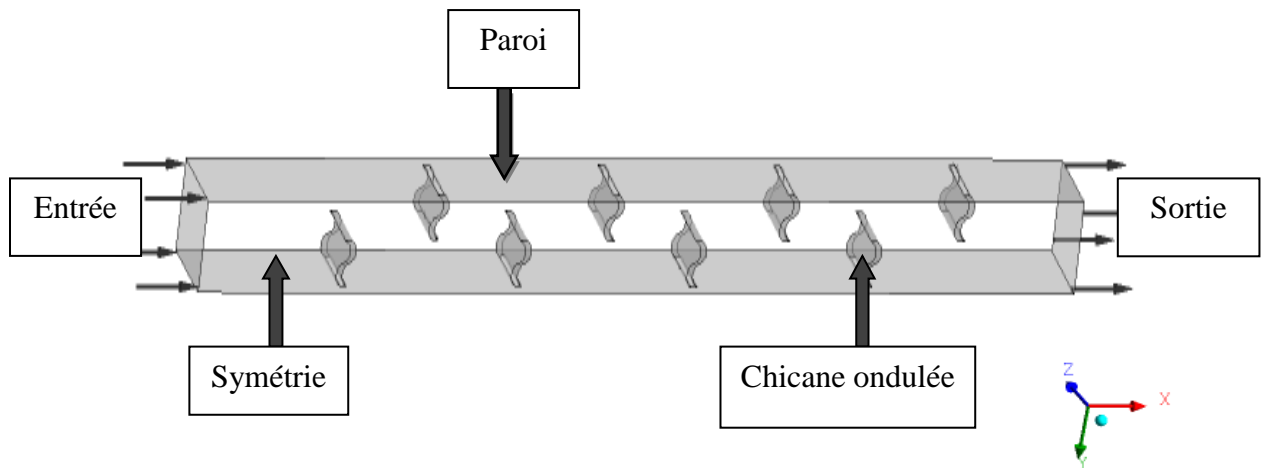 Paroi
Entrée
Sortie
Symétrie
Chicane ondulée
Z
X
Y